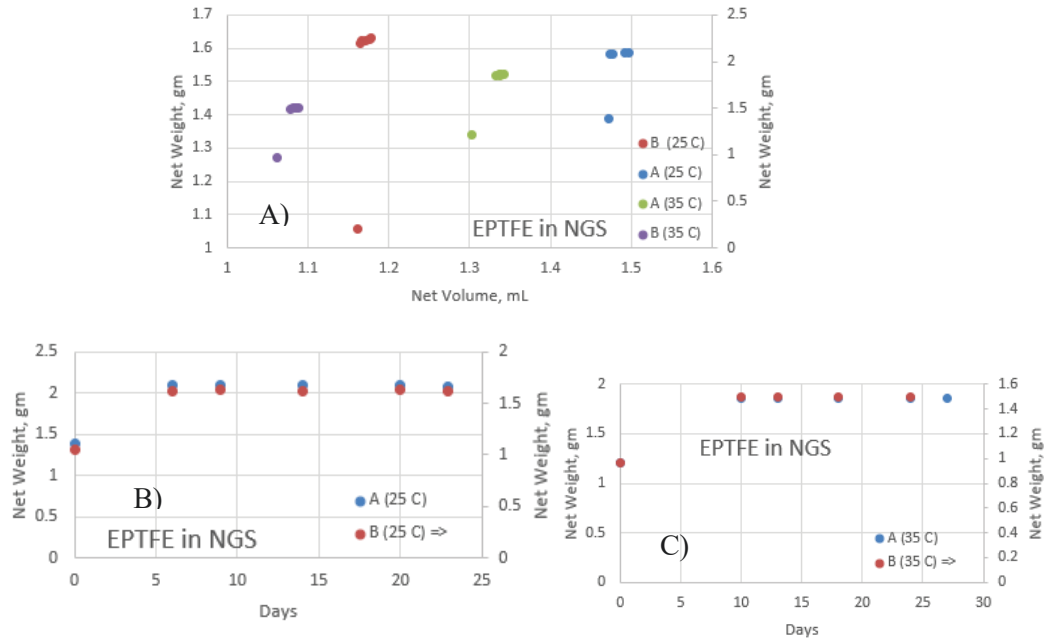 1.7
1.6
1.5
1.4
1.3
1.2
1.1
1
2.5
2
1.5
1
0.5
0
Net Weight, gm
Net Weight, gm
B (25 C)
A (25 C)
A (35 C)
B (35 C)
A)
EPTFE in NGS
1 1.1 1.2 1.3 1.4 1.5 1.6
Net Volume, mL
2.5
2
1.5
1
0.5
0
2
1.5
1
0.5
0
Net Weight, gm
Net Weight, gm
A (25 C)
B (25 C) =>
B)
EPTFE in NGS
0 5 10 15 20 25
Days
2
1.5
1
0.5
0
1.6
1.4
1.2
1
0.8
0.6
0.4
0.2
0
Net Weight, gm
Net Weight, gm
EPTFE in NGS
A (35 C)
B (35 C) =>
C)
0 5 10 15 20 25 30
Days